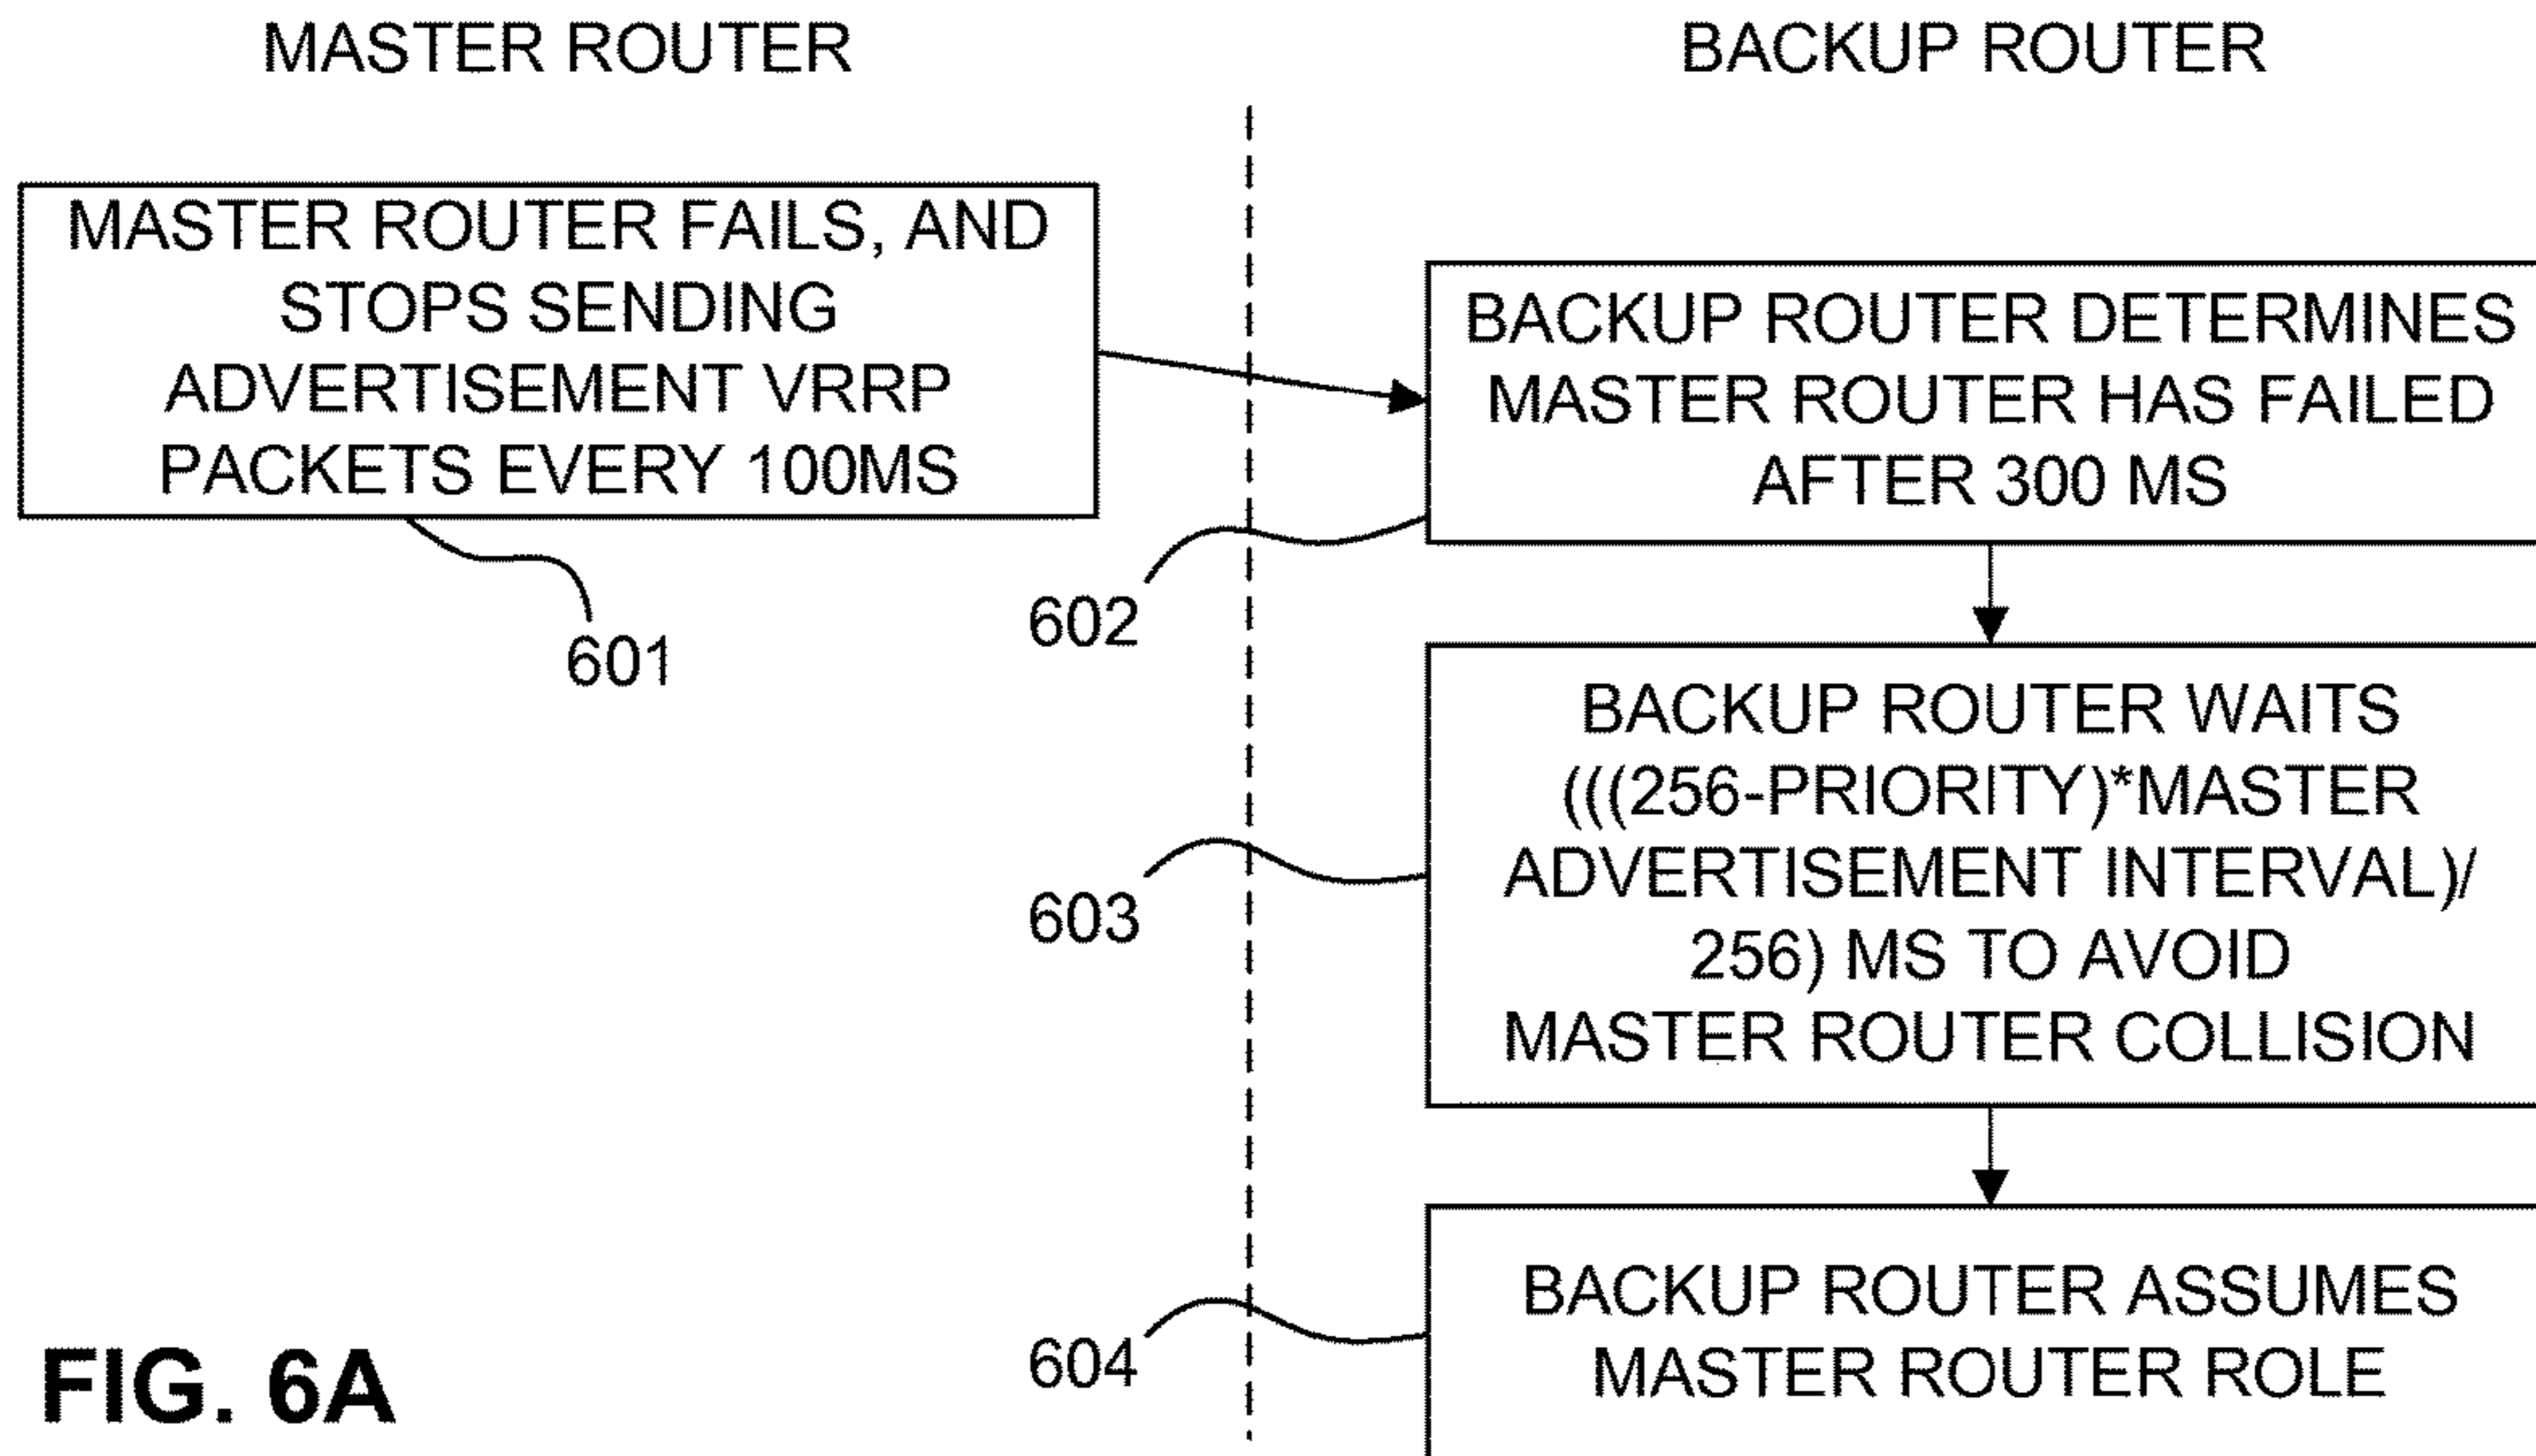 MASTER ROUTER
BACKUP ROUTER
MASTER ROUTER FAILS, AND
STOPS SENDING
ADVERTISEMENT VRRP
PACKETS EVERY 100MS
601
BACKUP ROUTER DETERMINES
MASTER ROUTER HAS FAILED
AFTER 300 MS
602
BACKUP ROUTER WAITS
(((256-PRIORITY)*MASTER
ADVERTISEMENT INTERVAL)/
256) MS TO AVOID
MASTER ROUTER COLLISION
603
BACKUP ROUTER ASSUMES
MASTER ROUTER ROLE
604
FIG. 6A